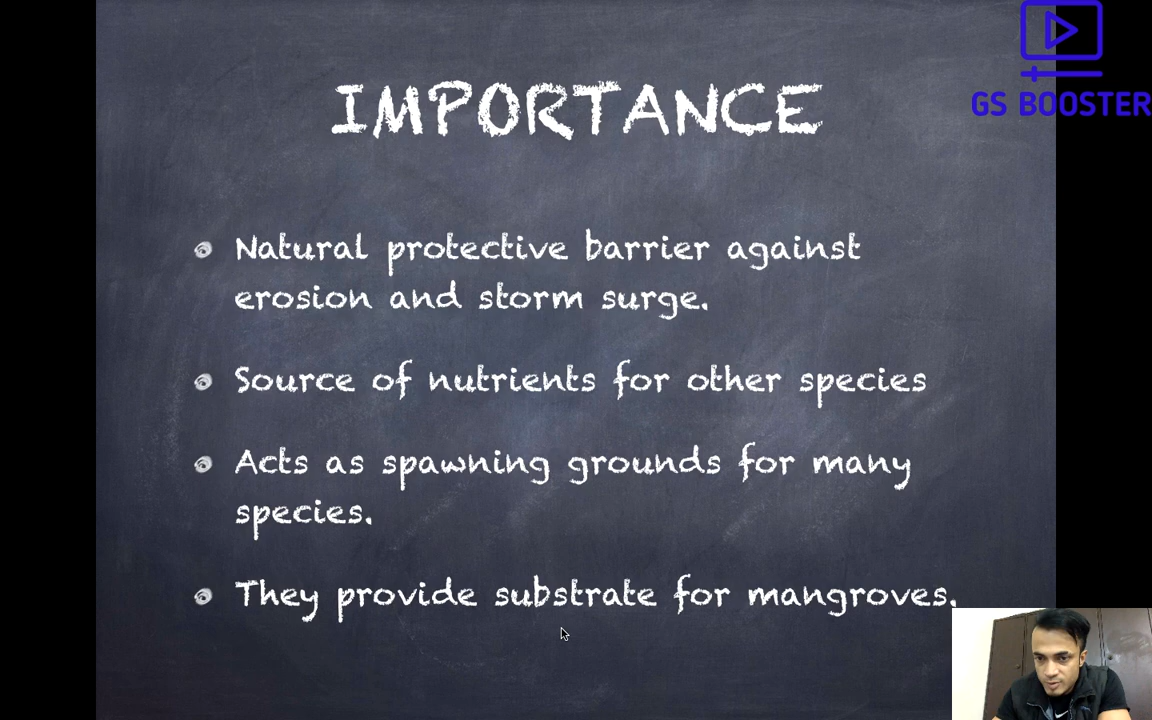 GS BOOSTER
IMPORTANCE
Natural protective barrier against
erosion and storm surge.
Source of nutrients for other species
Acts as spawning grounds for many
species.
They provide substrate for mangroves.